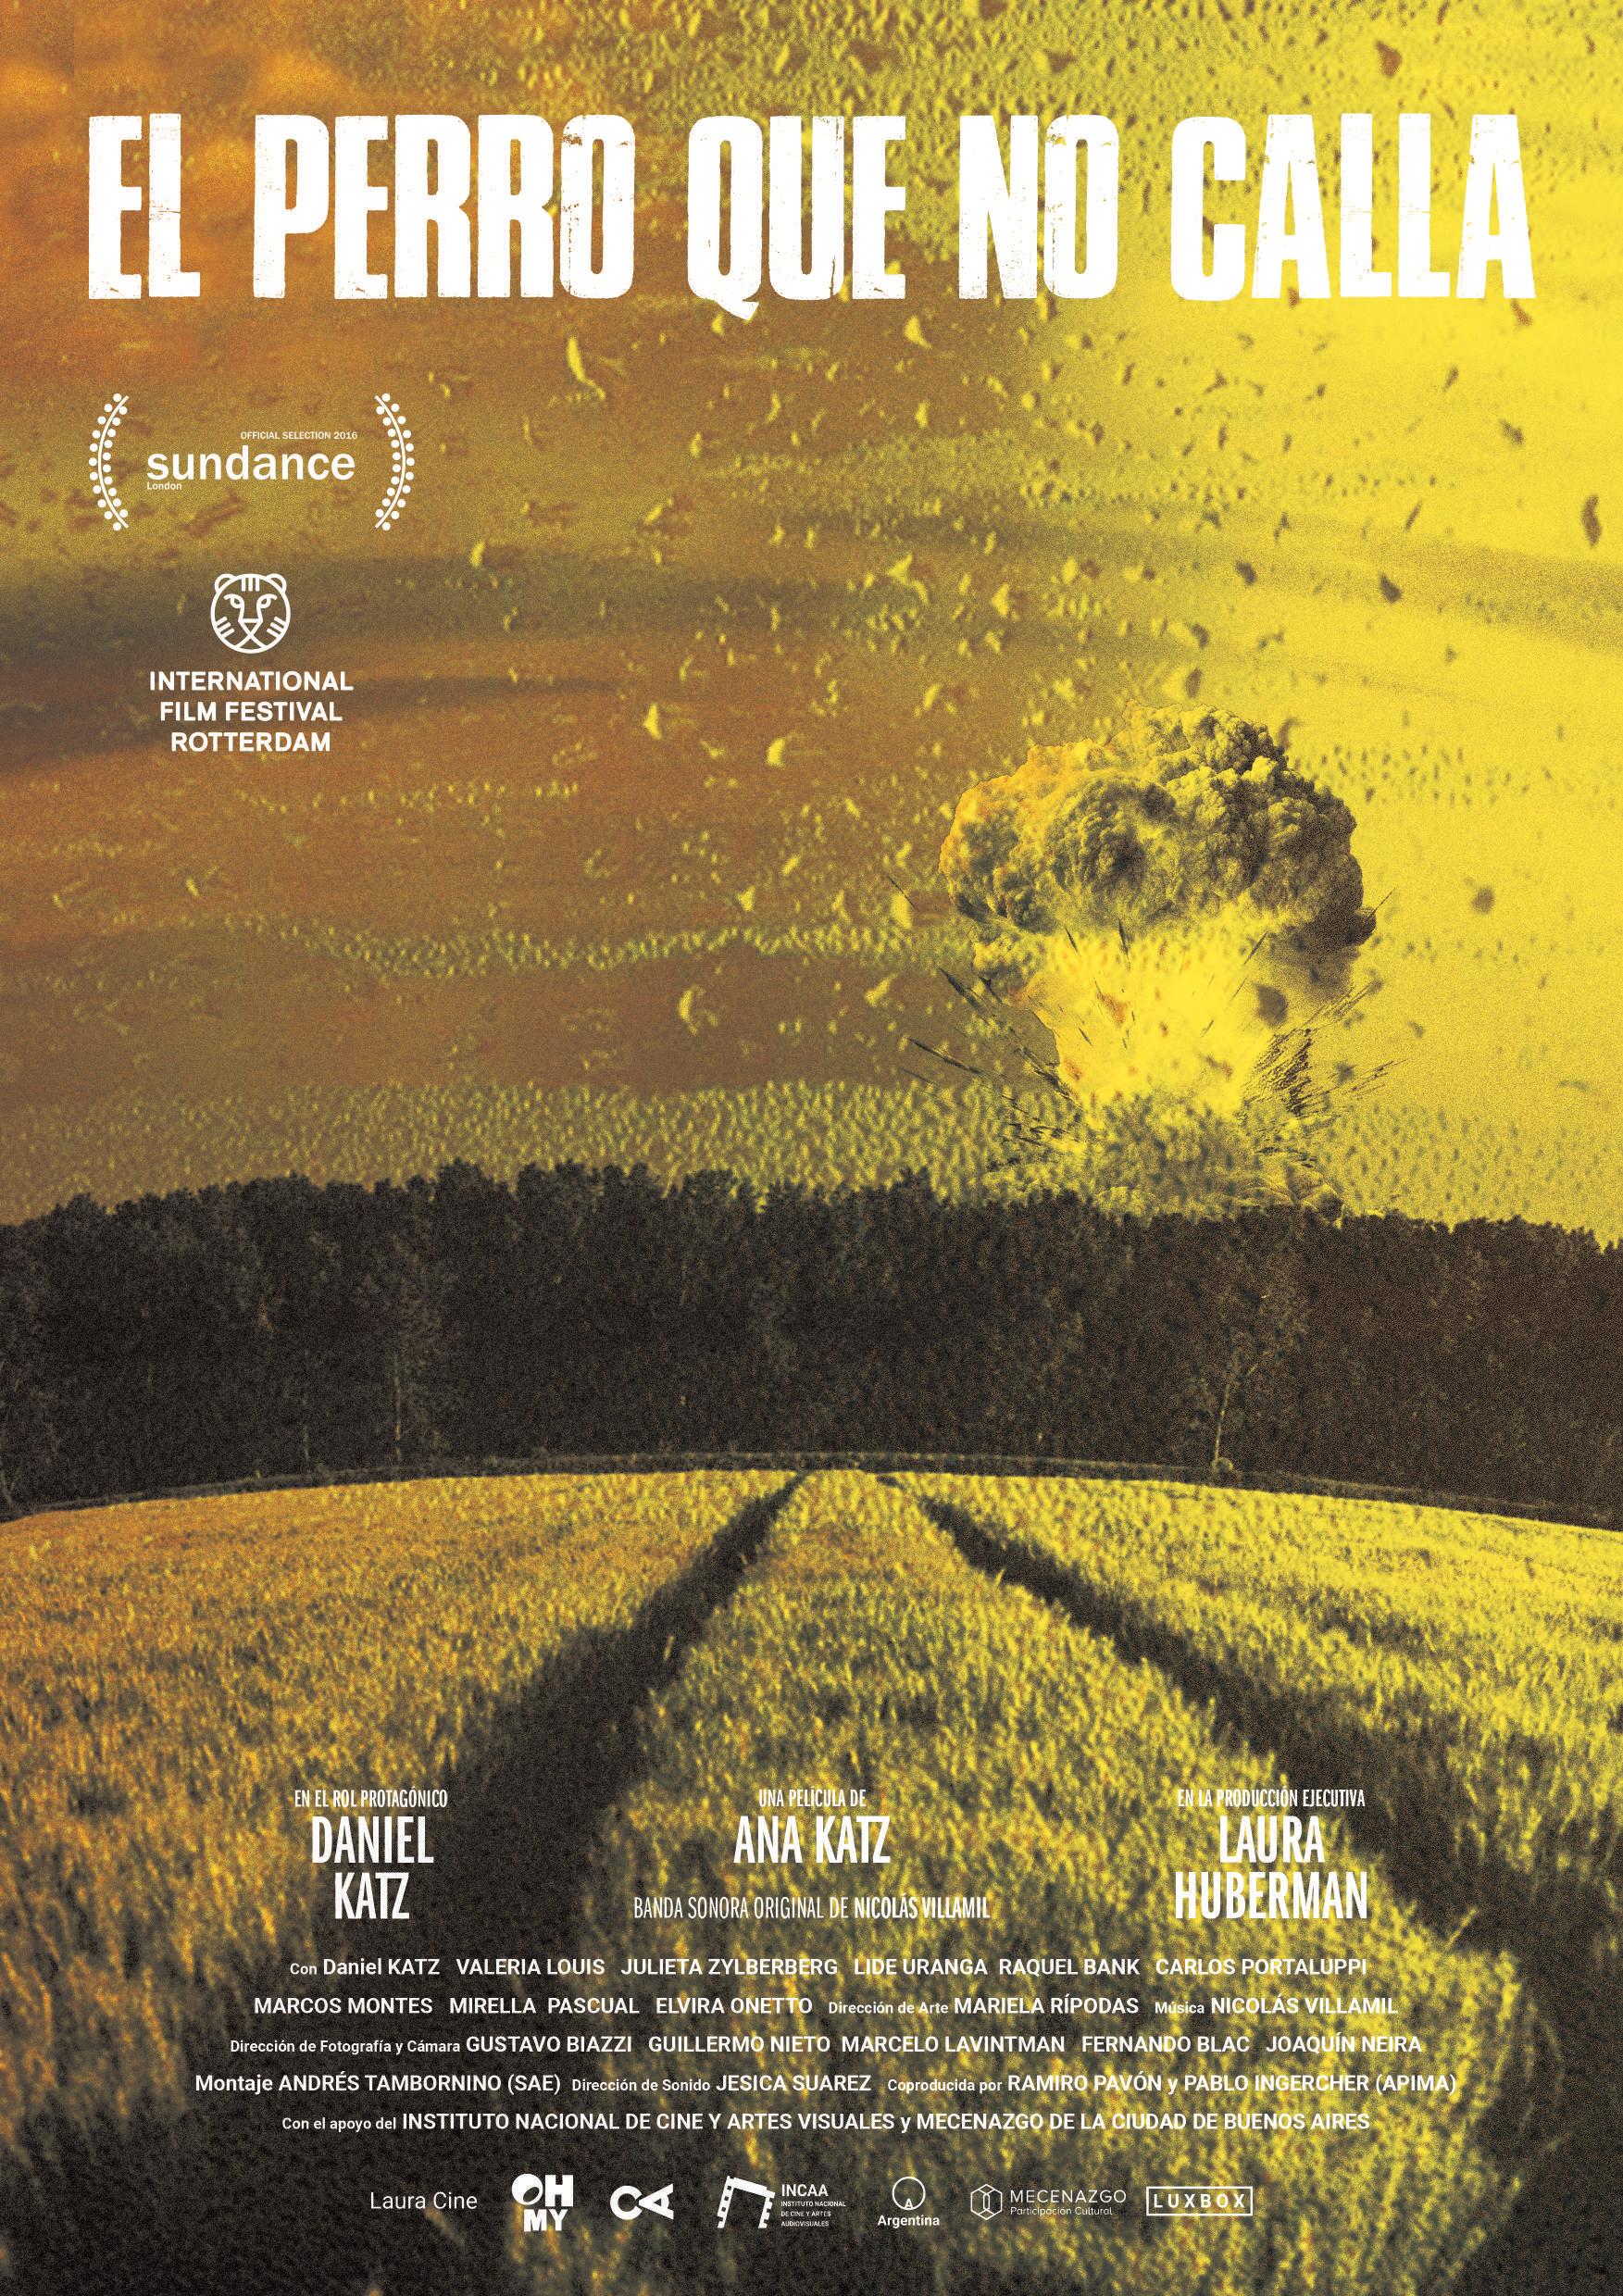 EL PERRO QUE NO CALLA
OFFICIAL SELECTION 2016
sundance
London
INTERNATIONAL
FILM FESTIVAL
ROTTERDAM
EN EL ROL PROTAGÓNICO
DANIEL
KATZ
UNA PELÍCULA DE
ANA KATZ
BANDA SONORA ORIGINAL DE NICOLÁS VILLAMIL
EN LA PRODUCCIÓN EJECUTIVA
LAURA
HUBERMAN
Con Daniel KATZ VALERIA LOUIS JULIETA ZYLBERBERG LIDE URANGA RAQUEL BANK CARLOS PORTALUPPI
MARCOS MONTES MIRELLA PASCUAL ELVIRA ONETTO Dirección de Arte MARIELA RÍPODAS Música NICOLÁS VILLAMIL
Dirección de Fotografía y Cámara GUSTAVO BIAZZI GUILLERMO NIETO MARCELO LAVINTMAN FERNANDO BLAC JOAQUÍN NEIRA
Montaje ANDRÉS TAMBORNINO (SAE) Dirección de Sonido JESICA SUAREZ Coproducida por RAMIRO PAVÓN y PABLO INGERCHER (APIMA)
Con el apoyo del INSTITUTO NACIONAL DE CINE Y ARTES VISUALES y MECENAZGO DE LA CIUDAD DE BUENOS AIRES
Laura Cine
OH
MY
CA
INCAA
INSTITUTO NACIONAL
DE CINE Y ARTES
AUDIOVISUALES
A
Argentina
MECENAZGO
Participación Cultural
LUXBOX